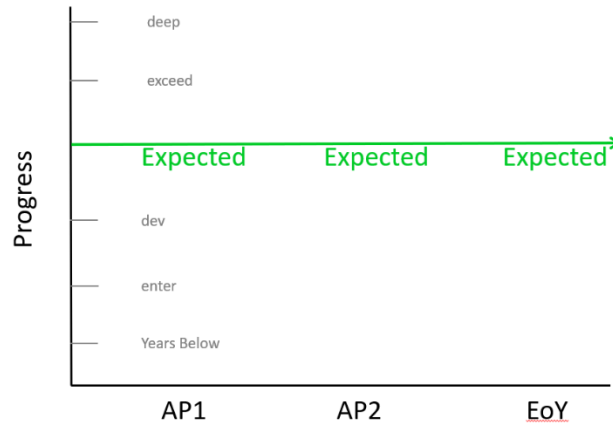 deep
exceed
Progress
Expected Expected Expected
dev
enter
Years Below
AP1 AP2 EoY